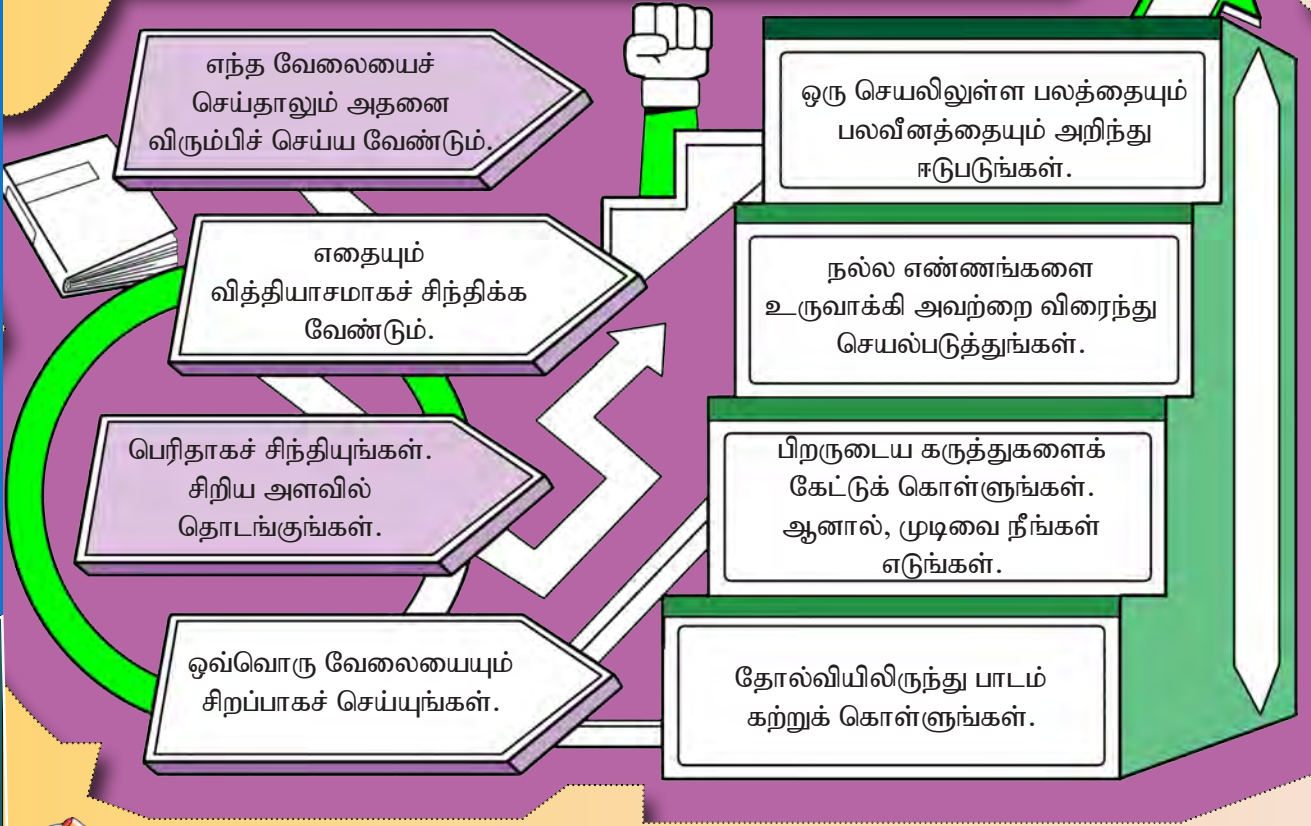 எந்த வேலையைச்
செய்தாலும் அதனை
விரும்பிச் செய்ய வேண்டும்.
எதையும்
வித்தியாசமாகச் சிந்திக்க
வேண்டும்.
பெரிதாகச் சிந்தியுங்கள்.
சிறிய அளவில்
தொடங்குங்கள்.
ஒவ்வொரு வேலையையும்
சிறப்பாகச் செய்யுங்கள்.
ஒரு செயலிலுள்ள பலத்தையும்
பலவீனத்தையும் அறிந்து
ஈடுபடுங்கள்.
நல்ல எண்ணங்களை
உருவாக்கி அவற்றை விரைந்து
செயல்படுத்துங்கள்.
பிறருடைய கருத்துகளைக்
கேட்டுக் கொள்ளுங்கள்.
ஆனால், முடிவை நீங்கள்
எடுங்கள்.
தோல்வியிலிருந்து பாடம்
கற்றுக் கொள்ளுங்கள்.